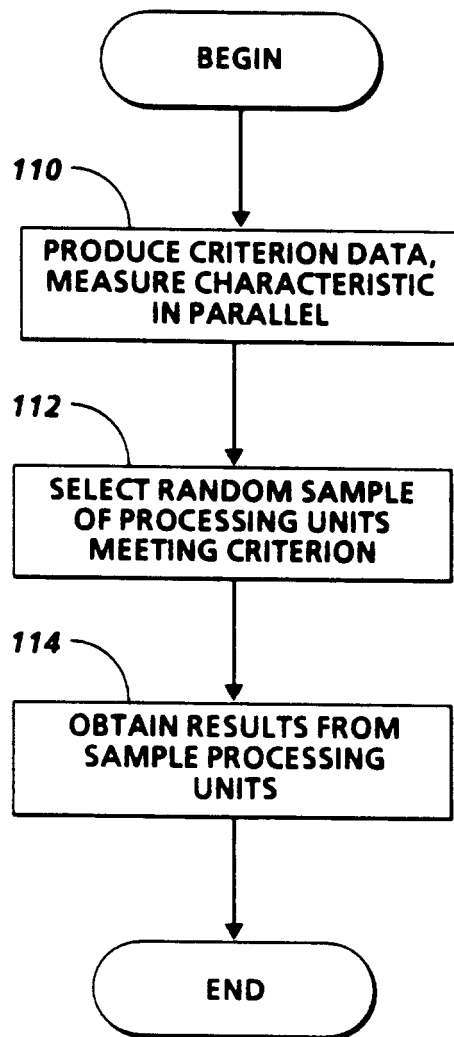 BEGIN
110
PRODUCE CRITERION DATA,
MEASURE CHARACTERISTIC
IN PARALLEL
112
SELECT RANDOM SAMPLE
OF PROCESSING UNITS
MEETING CRITERION
114
OBTAIN RESULTS FROM
SAMPLE PROCESSING
UNITS
END